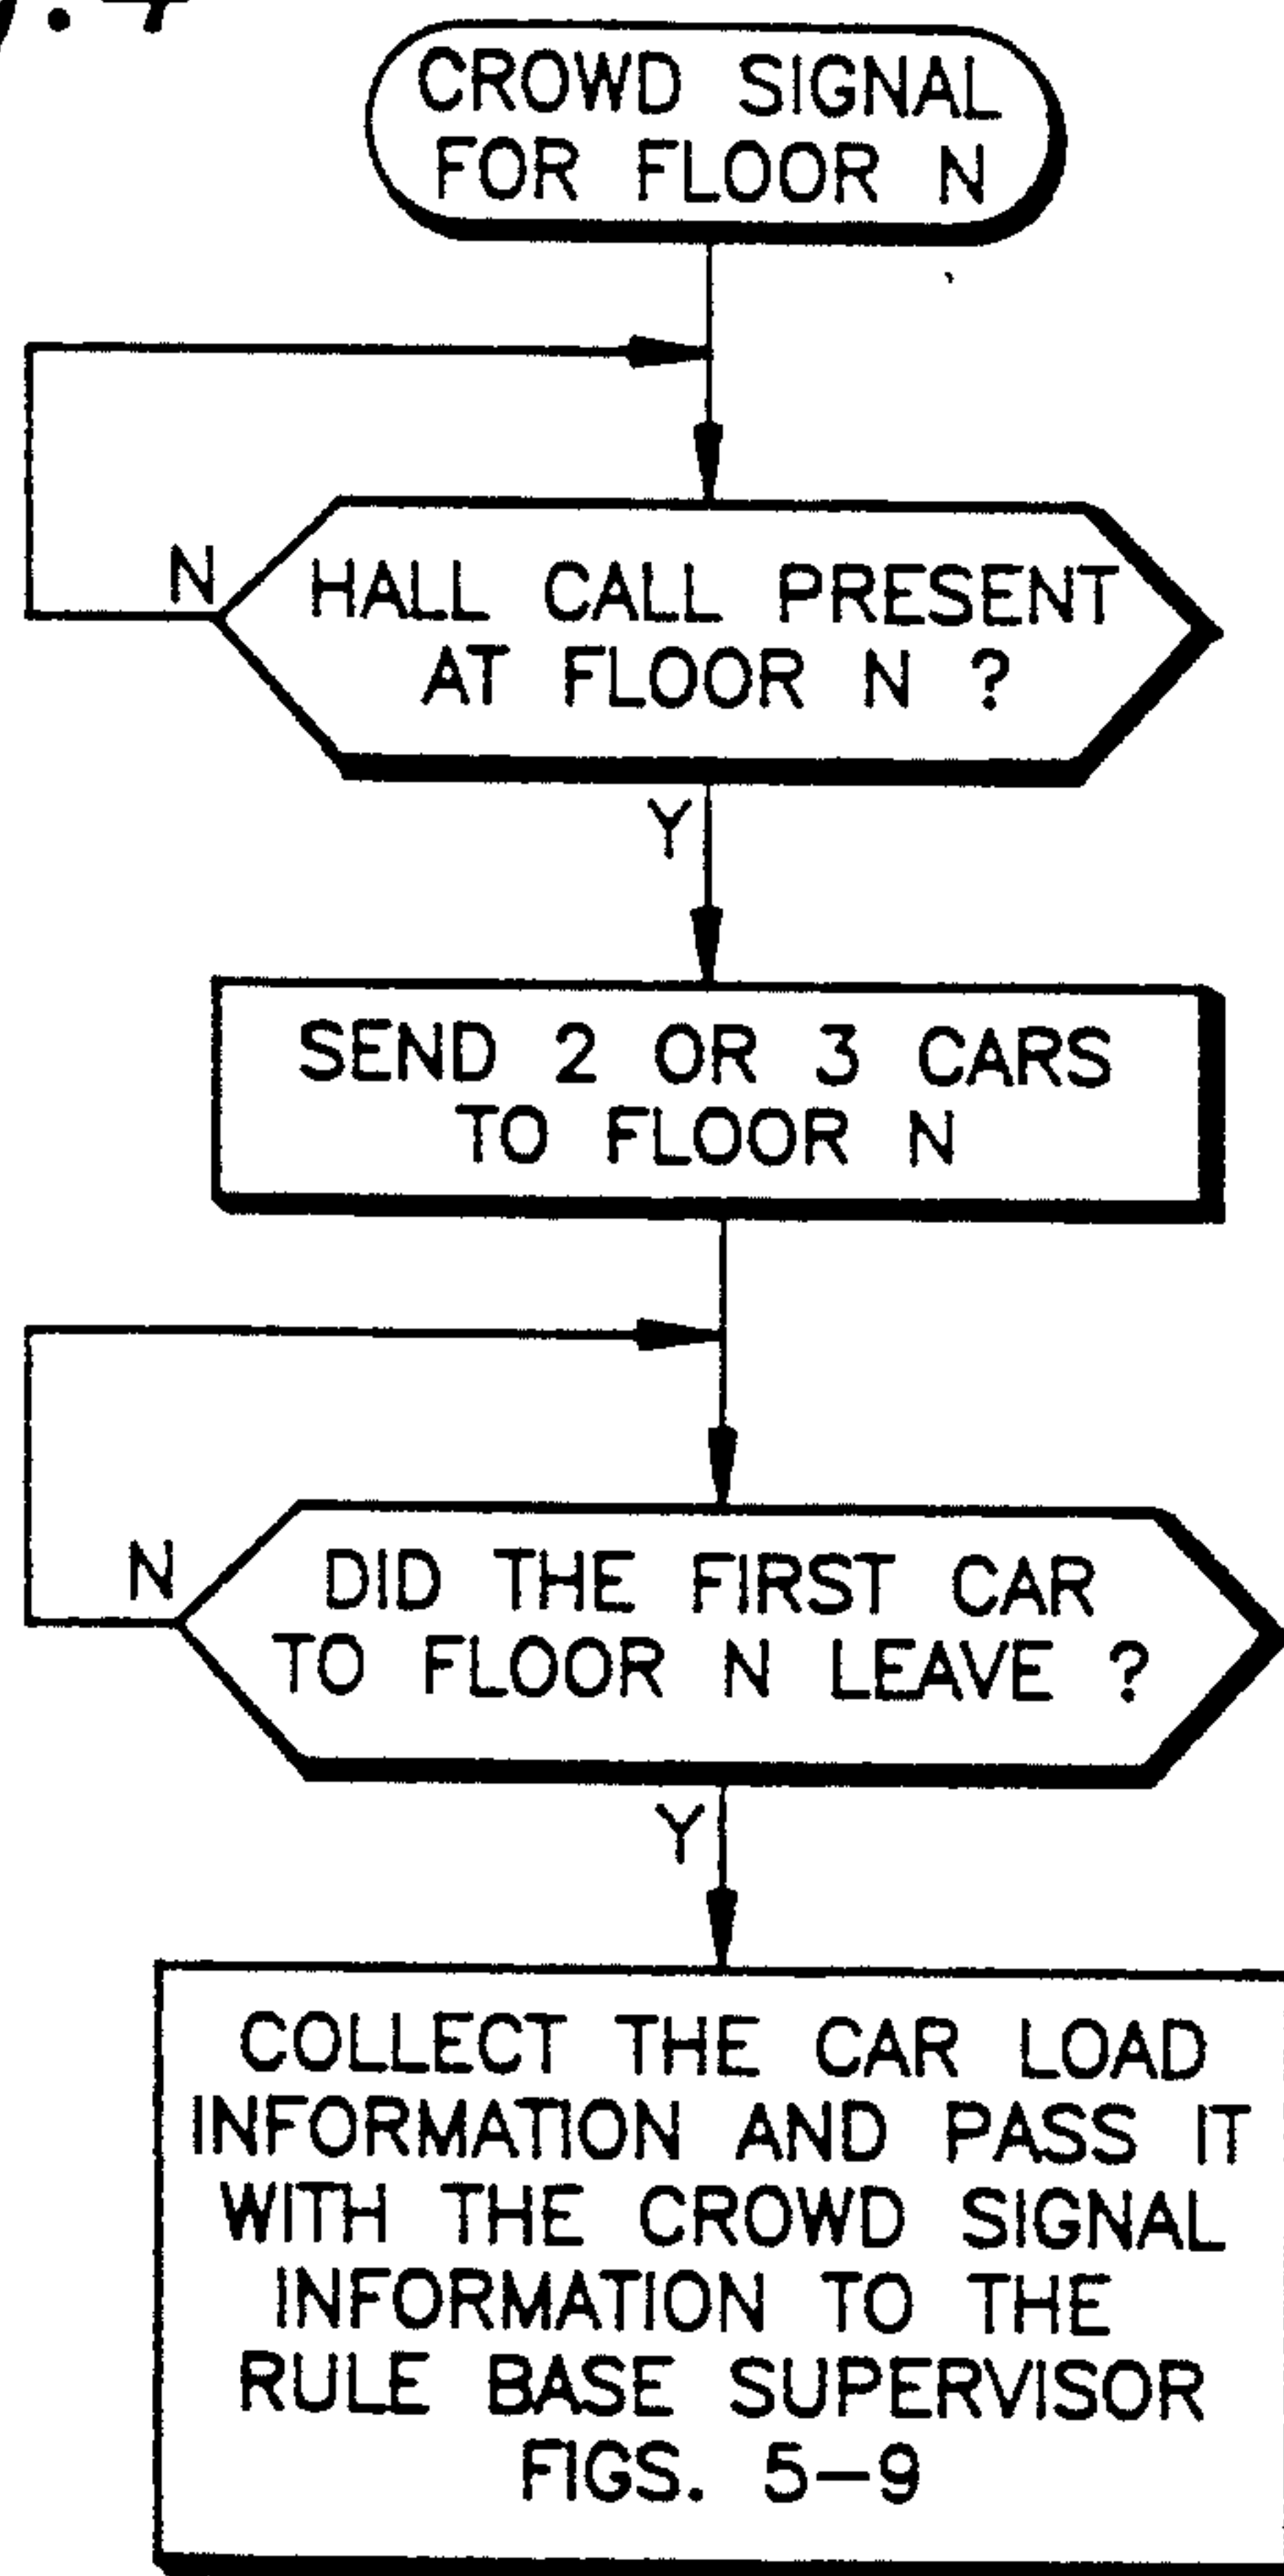 .4
CROWD SIGNAL
FOR FLOOR N
N
HALL CALL PRESENT
AT FLOOR N ?
Y
SEND 2 OR 3 CARS
TO FLOOR N
N
DID THE FIRST CAR
TO FLOOR N LEAVE ?
Y
COLLECT THE CAR LOAD
INFORMATION AND PASS IT
WITH THE CROWD SIGNAL
INFORMATION TO THE
RULE BASE SUPERVISOR
FIGS. 5-9